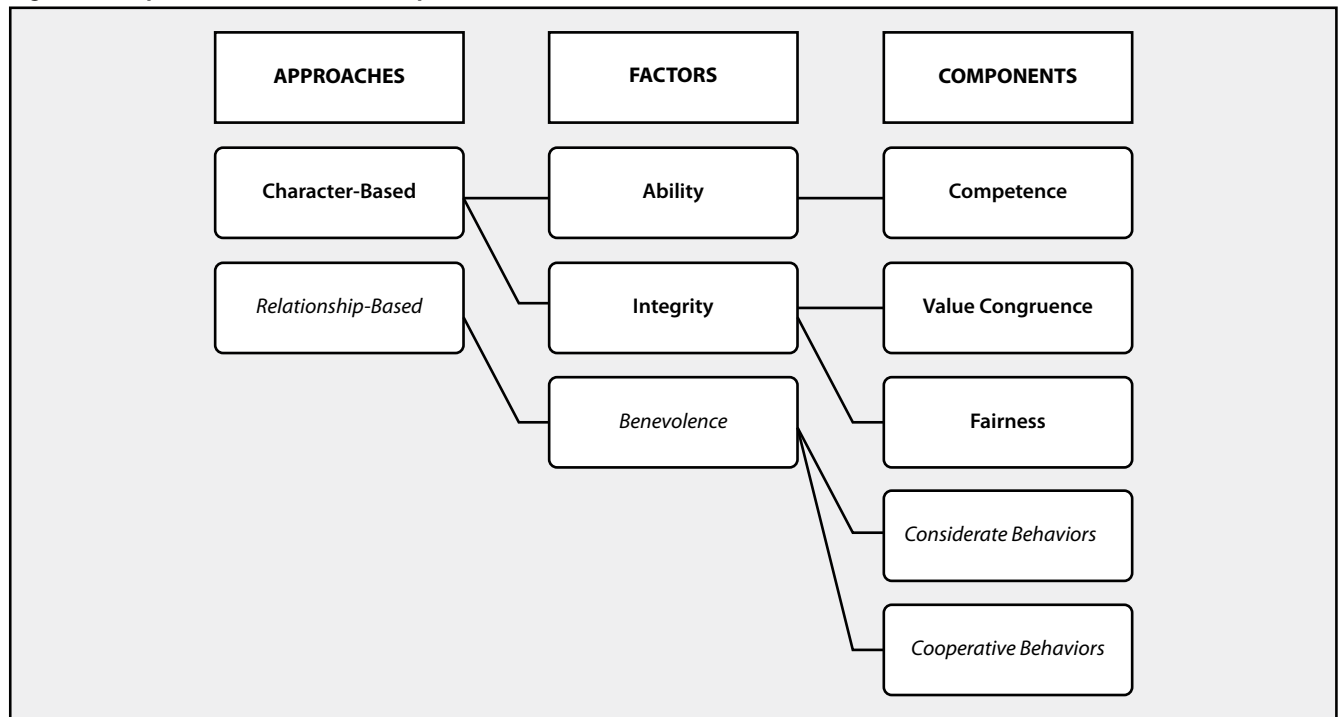 APPROACHES
FACTORS
COMPONENTS
Character-Based
Ability
Competence
Relationship-Based
Integrity
Value Congruence
Benevolence
Fairness
Considerate Behaviors
Cooperative Behaviors